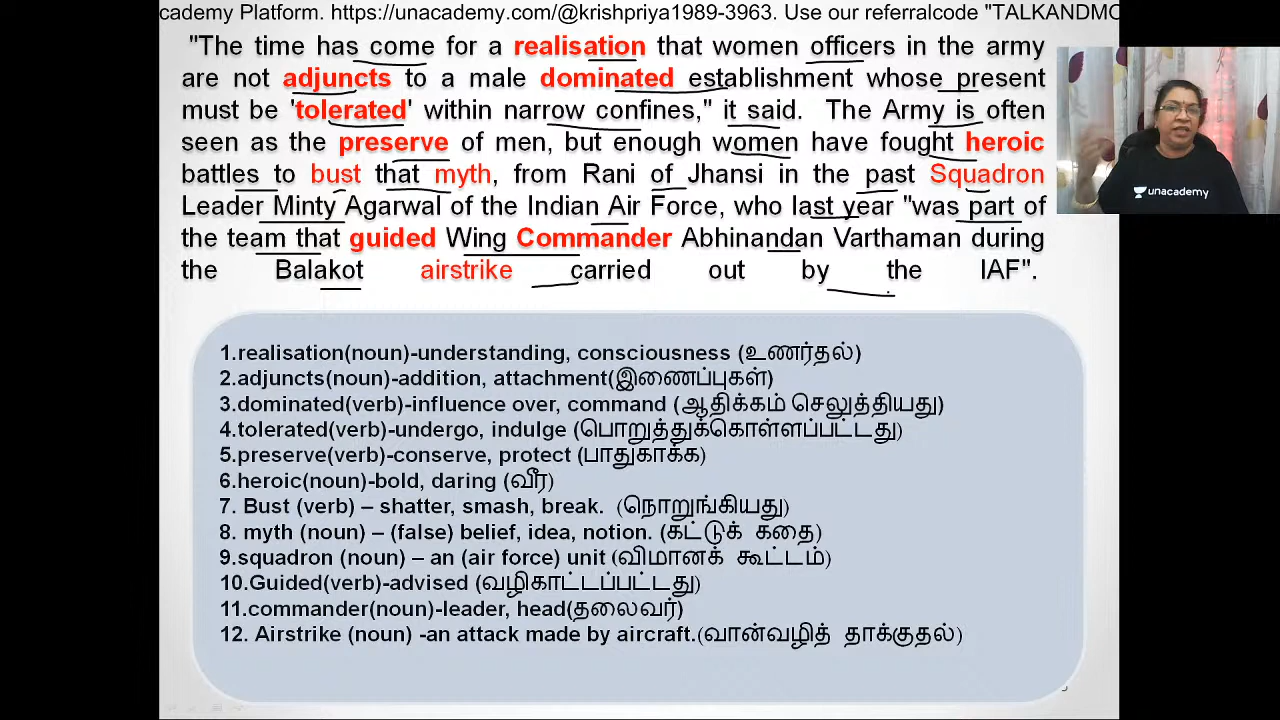 cademy Platform. https://unacademy.com/@krishpriya1989-3963. Use our referralcode "TALKANDMO
"The time has come for a realisation that women officers in the army
are not adjuncts to a male dominated establishment whose present
must be 'tolerated' within narrow confines," it said. The Army is often
seen as the preserve of men, but enough women have fought heroic
battles to bust that myth, from Rani of Jhansi in the past Squadron
Leader Minty Agarwal of the Indian Air Force, who last year "was part of
the team that guided Wing Commander Abhinandan Varthaman during
the Balakot airstrike carried out by the IAF".
unacademy
1.realisation(noun)-understanding, consciousness (உணர்தல்)
2.adjuncts(noun)-addition, attachment(இணைப்புகள்)
3.dominated(verb)-influence over, command (ஆதிக்கம் செலுத்தியது)
4.tolerated(verb)-undergo, indulge (பொறுத்துக்கொள்ளப்பட்டது)
5.preserve(verb)-conserve, protect (பாதுகாக்க)
6.heroic(noun)-bold, daring (வீர)
7. Bust (verb) – shatter, smash, break. (நொறுங்கியது)
8. myth (noun) – (false) belief, idea, notion. (கட்டுக் கதை)
9.squadron (noun) – an (air force) unit (விமானக் கூட்டம்)
10.Guided(verb)-advised (வழிகாட்டப்பட்டது)
11.commander(noun)-leader, head(தலைவர்)
12. Airstrike (noun) -an attack made by aircraft.(வான்வழித் தாக்குதல்)